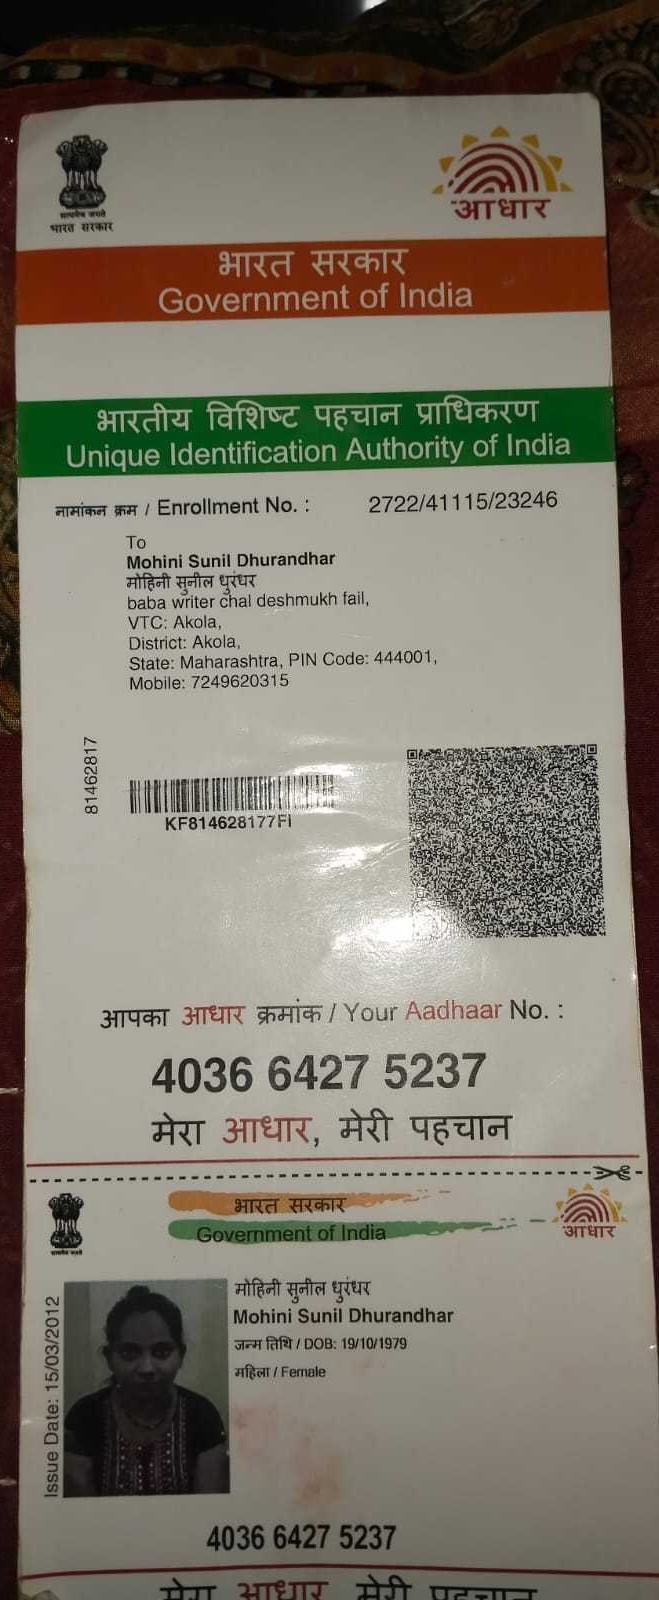 सत्यमेव जयते
भारत सरकार
आधार
भारत सरकार
Government of India
भारतीय विशिष्ट पहचान प्राधिकरण
Unique Identification Authority of India
नामांकन क्रम / Enrollment No. : 2722/41115/23246
To
Mohini Sunil Dhurandhar
मोहिनी सुनील धुरंधर
baba writer chal deshmukh fail,
VTC: Akola,
District: Akola,
State: Maharashtra, PIN Code: 444001,
Mobile: 7249620315
81462817
KF814628177FI
आपका आधार क्रमांक / Your Aadhaar No. :
4036 6427 5237
मेरा आधार, मेरी पहचान
भारत सरकार
Government of India
आधार
मोहिनी सुनील धुरंधर
Mohini Sunil Dhurandhar
जन्म तिथि / DOB: 19/10/1979
महिला / Female
Issue Date: 15/03/2012
4036 6427 5237
मेरा आधार, मेरी पहचान